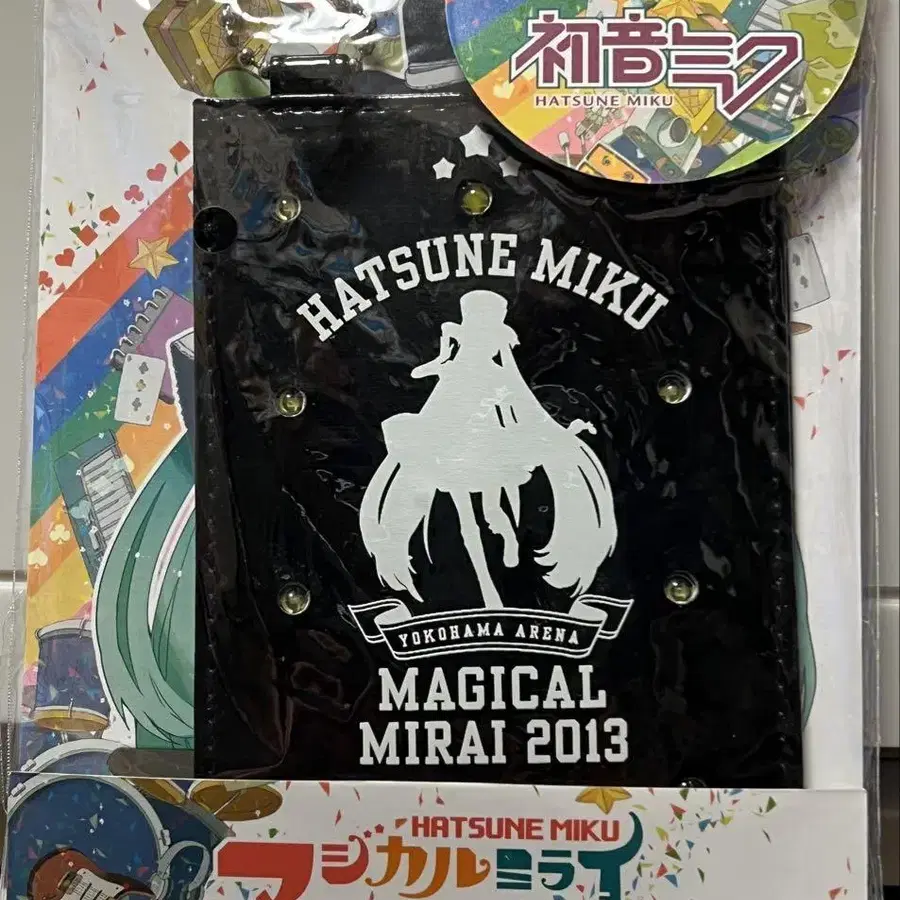 初音ミク
HATSUNE MIKU
HATSUNE MIKU
YOKOHAMA ARENA
MAGICAL
MIRAI 2013
HATSUNE MIKU
マジカルミライ